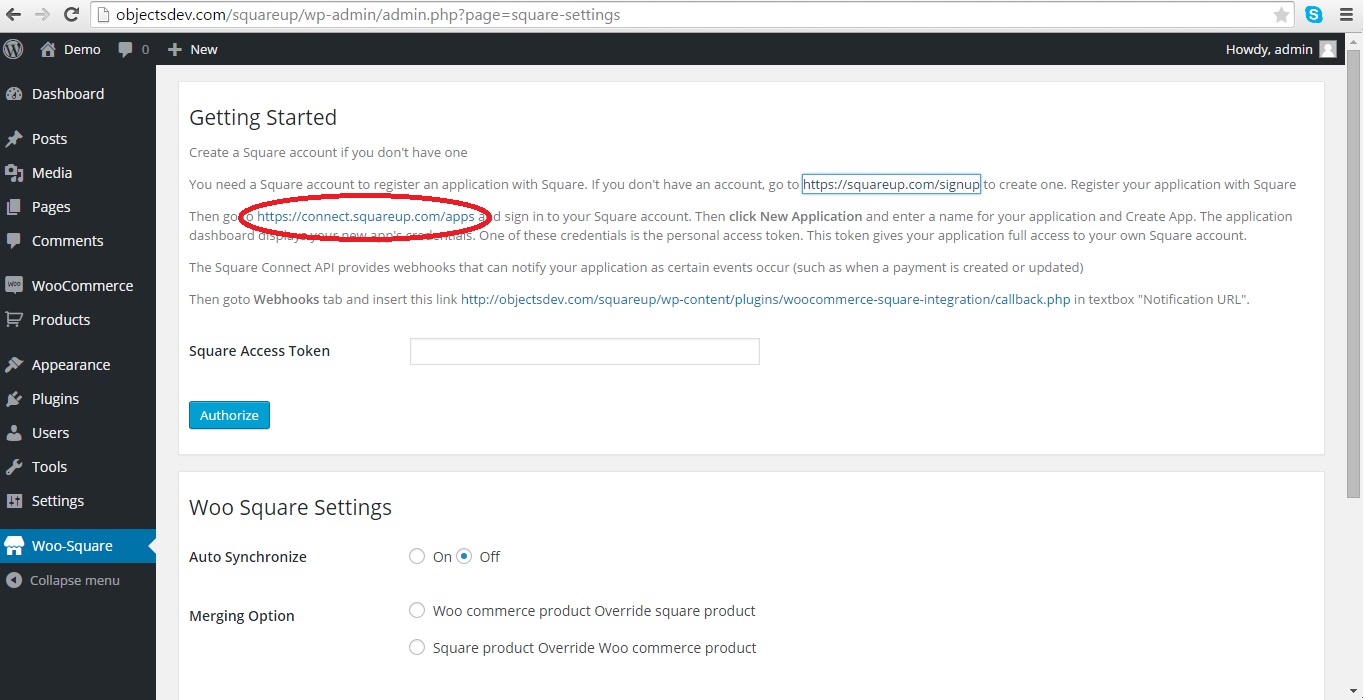 objectsdev.com/squareup/wp-admin/admin.php?page=square-settings
Demo 0 New Howdy, admin
Dashboard
Posts
Media
Pages
Comments
WooCommerce
Products
Appearance
Plugins
Users
Tools
Settings
Woo-Square
Collapse menu
Getting Started
Create a Square account if you don't have one
You need a Square account to register an application with Square. If you don't have an account, go to https://squareup.com/signup to create one. Register your application with Square
Then go to https://connect.squareup.com/apps and sign in to your Square account. Then click New Application and enter a name for your application and Create App. The application
dashboard displays your new app's credentials. One of these credentials is the personal access token. This token gives your application full access to your own Square account.
The Square Connect API provides webhooks that can notify your application as certain events occur (such as when a payment is created or updated)
Then goto Webhooks tab and insert this link http://objectsdev.com/squareup/wp-content/plugins/woocommerce-square-integration/callback.php in textbox "Notification URL".
Square Access Token
Authorize
Woo Square Settings
Auto Synchronize On Off
Merging Option Woo commerce product Override square product
Square product Override Woo commerce product